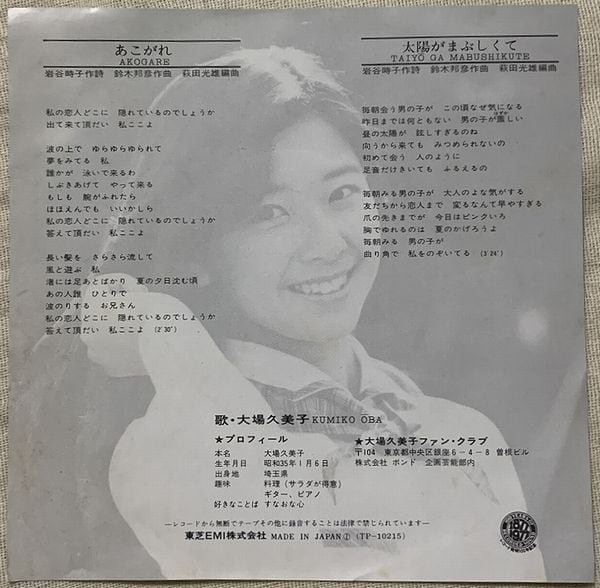 あこがれ
AKOGARE
岩谷時子作詩 鈴木邦彦作曲 萩田光雄編曲
私の恋人どこに 隠れているのでしょうか
出て来て頂だい 私ここよ
波の上で ゆらゆらゆられて
夢をみてる 私
誰かが 泳いで来るわ
しぶきあげて やって来る
もしも 腕がふれたら
ほほえんでも いいかしら
私の恋人どこに 隠れているのでしょうか
答えて頂だい 私ここよ
長い髪を さらさら流して
風と遊ぶ 私
渚には足あとばかり 夏の夕日沈む頃
あの人誰 ひとりで
波のりする お兄さん
私の恋人どこに 隠れているのでしょうか
答えて頂だい 私ここよ (2'30")
太陽がまぶしくて
TAIYŌ GA MABUSHIKUTE
岩谷時子作詩 鈴木邦彦作曲 萩田光雄編曲
毎朝会う男の子が この頃なぜ気になる
昨日までは何ともない 男の子が眩しい
昼の太陽が 眩しすぎるのね
向うから来ても みつめられないの
初めて会う 人のように
足音だけきいても ふるえるの
毎朝みる男の子が 大人のよな気がする
友だちから恋人まで 変るなんて早やすぎる
爪の先きまでが 今日はピンクいろ
胸でゆれるのは 夏のかげろうよ
毎朝みる 男の子が
曲り角で 私をのぞいてる (3'24")
歌・大場久美子 KUMIKO ŌBA
★プロフィール
本名 大場久美子
生年月日 昭和35年1月6日
出身地 埼玉県
趣味 料理(サラダが得意)
ギター、ピアノ
好きなことば すなおな心
★大場久美子ファン・クラブ
〒104 東京都中央区銀座6-4-8 曽根ビル
株式会社 ボンド 企画芸能部内
—レコードから無断でテープその他に録音することは法律で禁じられています—
東芝EMI株式会社 MADE IN JAPAN Ⓙ (TP-10215)
1877
1977